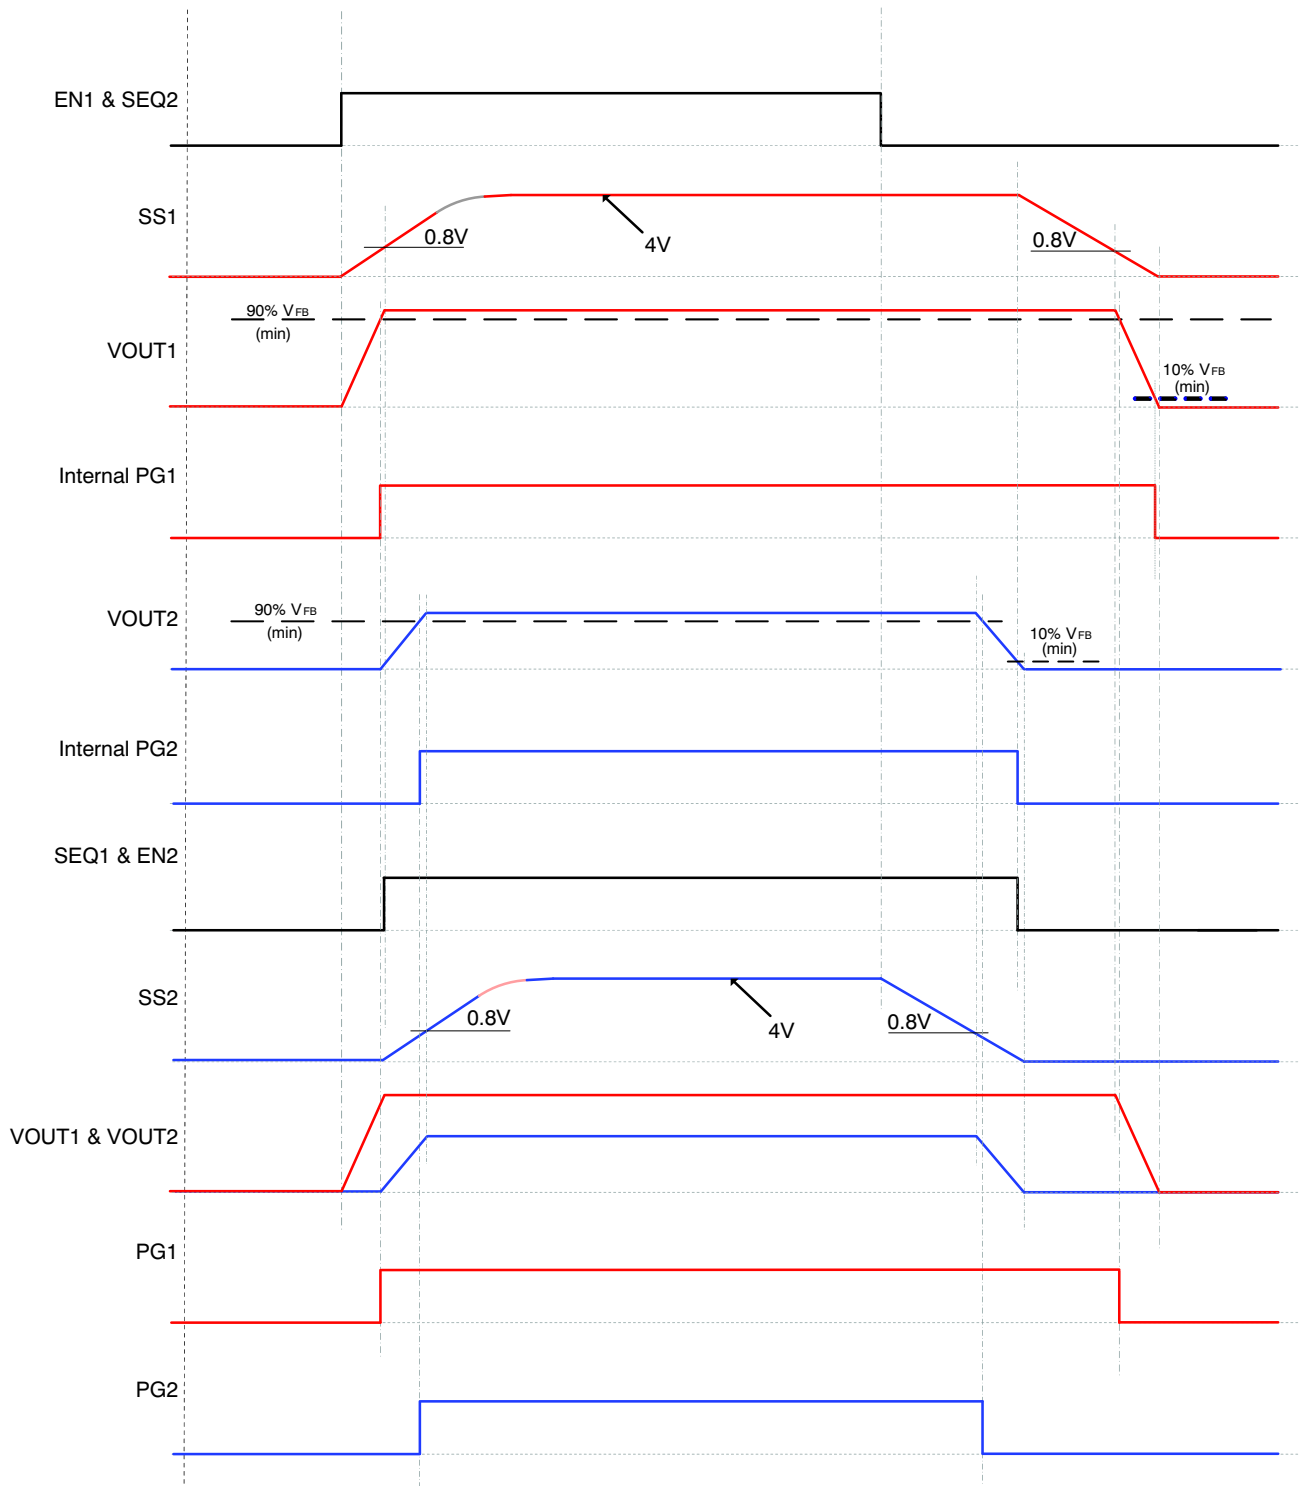 EN1 & SEQ2
SS1
0.8V
4V
0.8V
90% VFB
(min)
VOUT1
10% VFB
(min)
Internal PG1
VOUT2
90% VFB
(min)
10% VFB
(min)
Internal PG2
SEQ1 & EN2
SS2
0.8V
4V
0.8V
VOUT1 & VOUT2
PG1
PG2